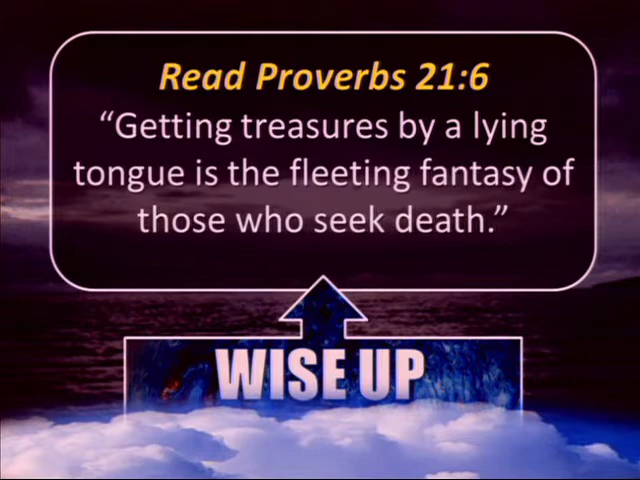 Read Proverbs 21:6
“Getting treasures by a lying
tongue is the fleeting fantasy of
those who seek death.”
WISE UP